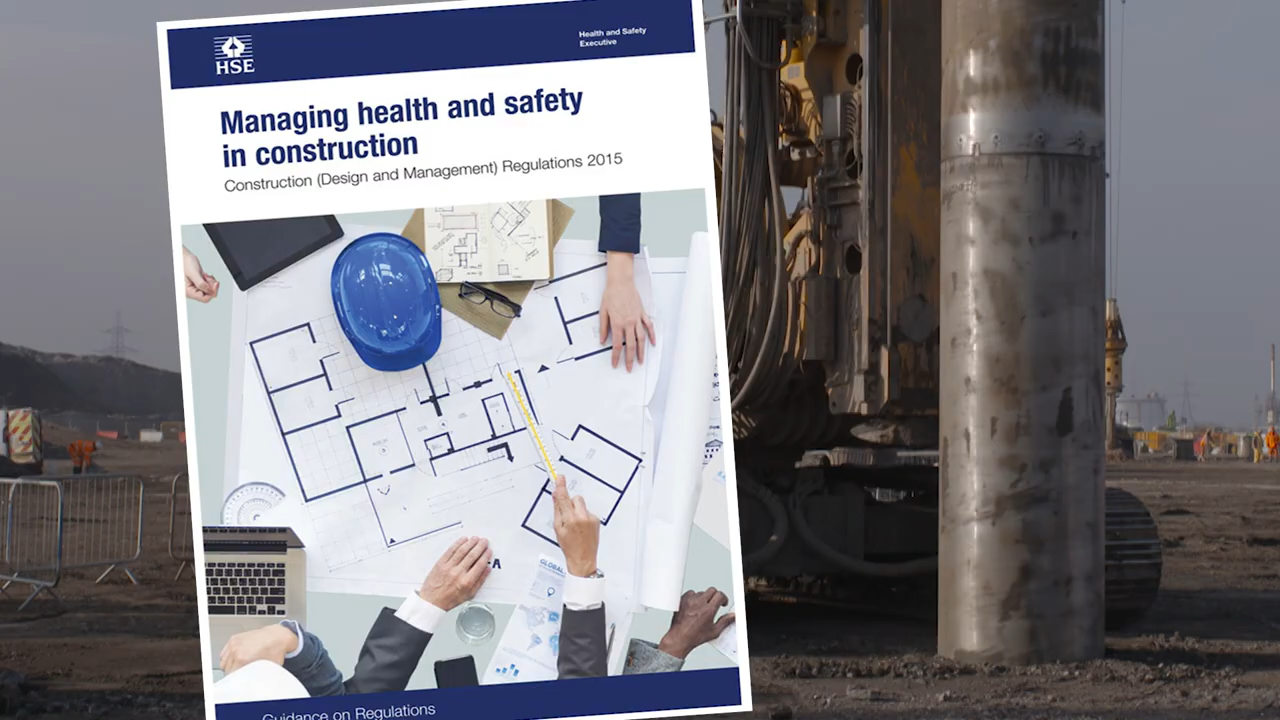 HSE
Health and Safety
Executive
Managing health and safety
in construction
Construction (Design and Management) Regulations 2015
GLOBAL
Guidance on Regulations